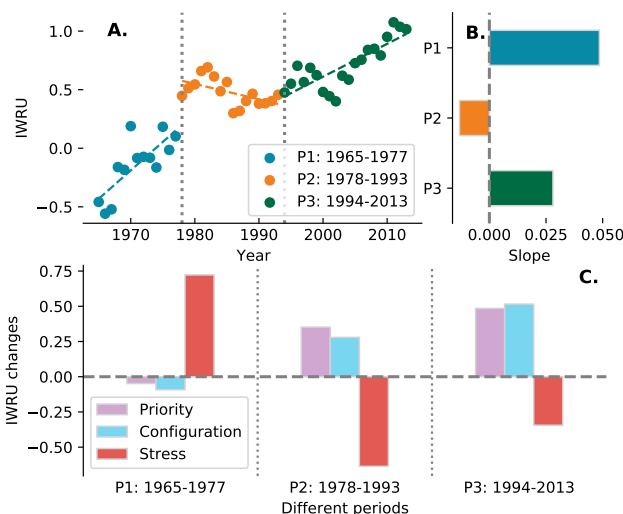 A.
1.0
0.5
0.0
−0.5
IWRU
P1: 1965-1977
P2: 1978-1993
P3: 1994-2013
1970
1980
1990
2000
2010
Year
B.
P1
P2
P3
0.000
0.025
0.050
Slope
C.
0.75
0.50
0.25
0.00
−0.25
−0.50
IWRU changes
Priority
Configuration
Stress
P1: 1965-1977
P2: 1978-1993
P3: 1994-2013
Different periods